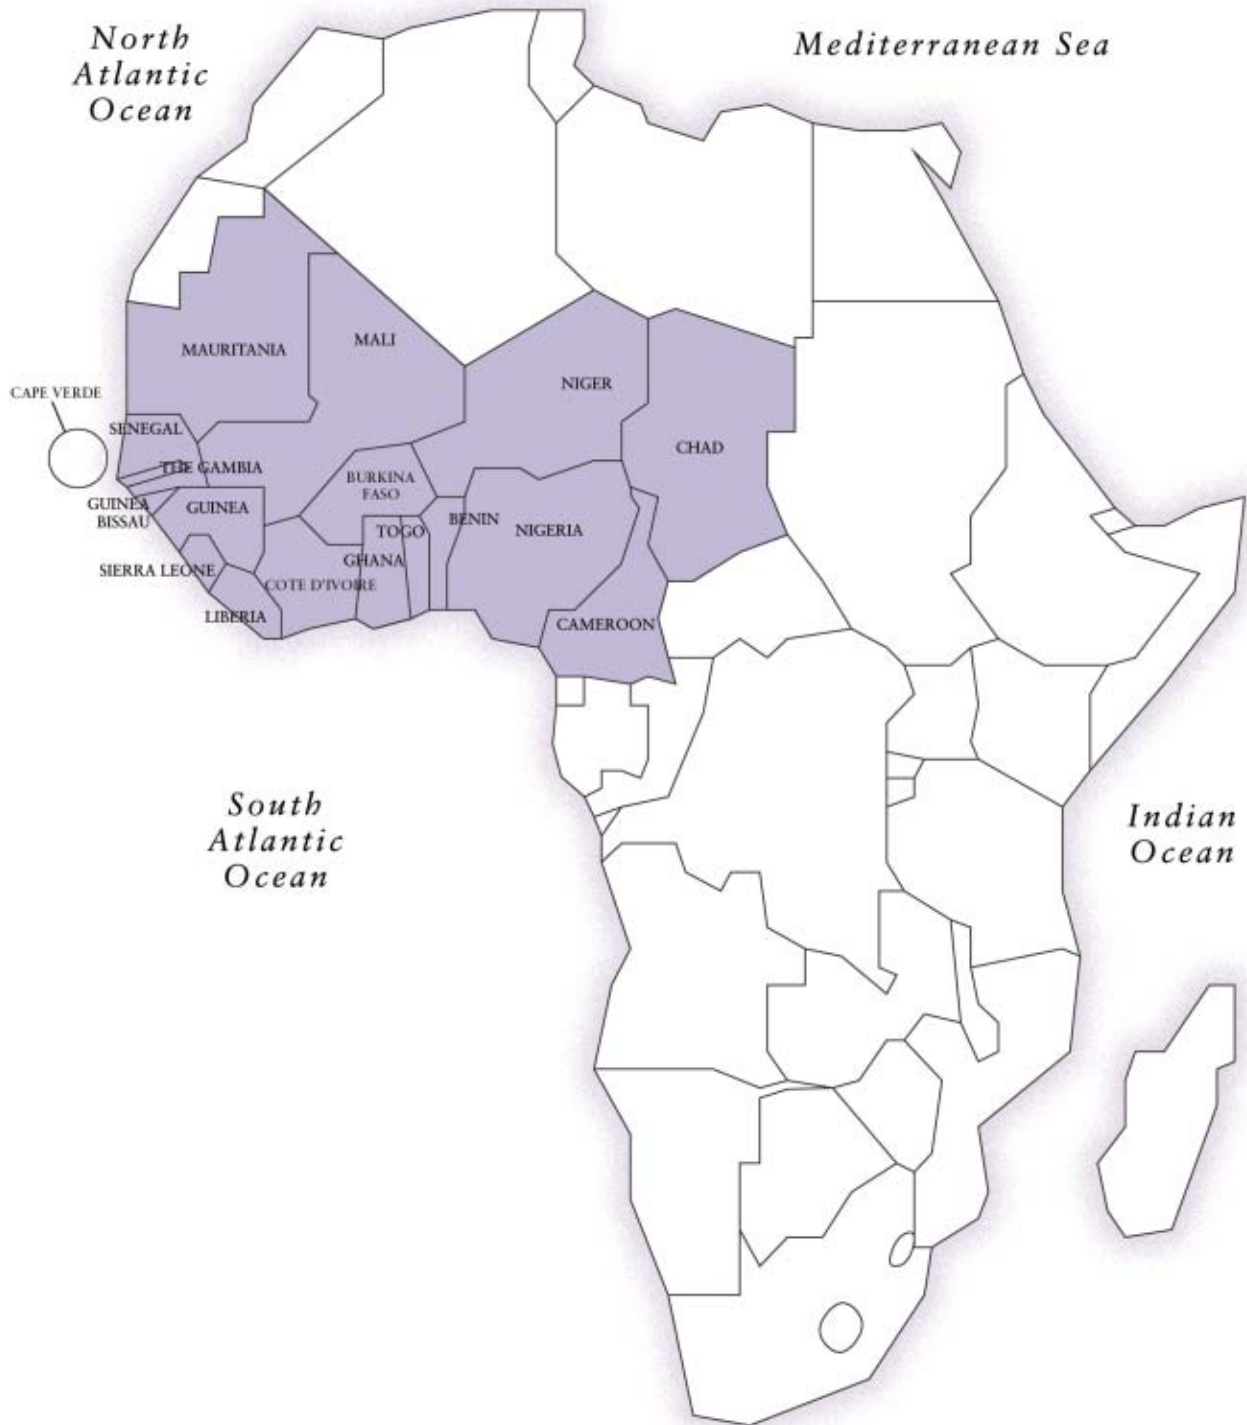 North
Atlantic
Ocean
Mediterranean Sea
MAURITANIA
MALI
NIGER
CAPE VERDE
SENEGAL
CHAD
THE GAMBIA
BURKINA
FASO
GUINEA
BISSAU
GUINEA
BENIN
NIGERIA
TOGO
GHANA
SIERRA LEONE
COTE D'IVOIRE
LIBERIA
CAMEROON
South
Atlantic
Ocean
Indian
Ocean